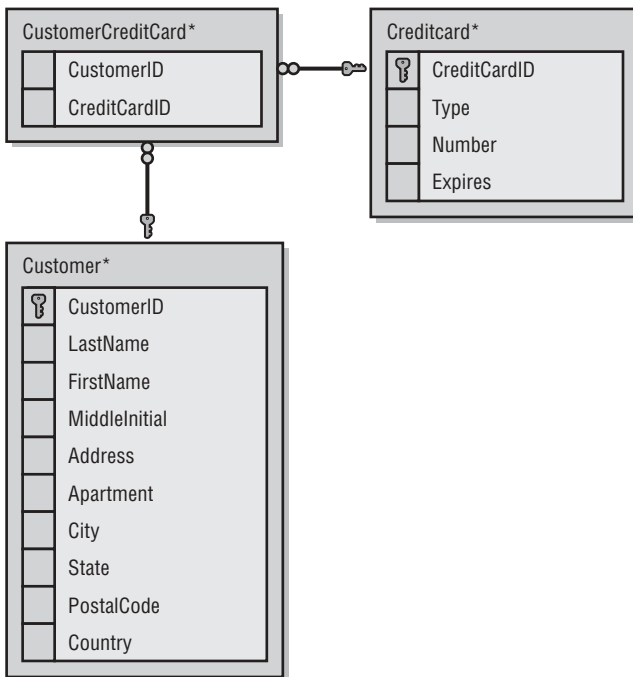 CustomerCreditCard*
CustomerID
CreditCardID
Creditcard*
CreditCardID
Type
Number
Expires
Customer*
CustomerID
LastName
FirstName
MiddleInitial
Address
Apartment
City
State
PostalCode
Country